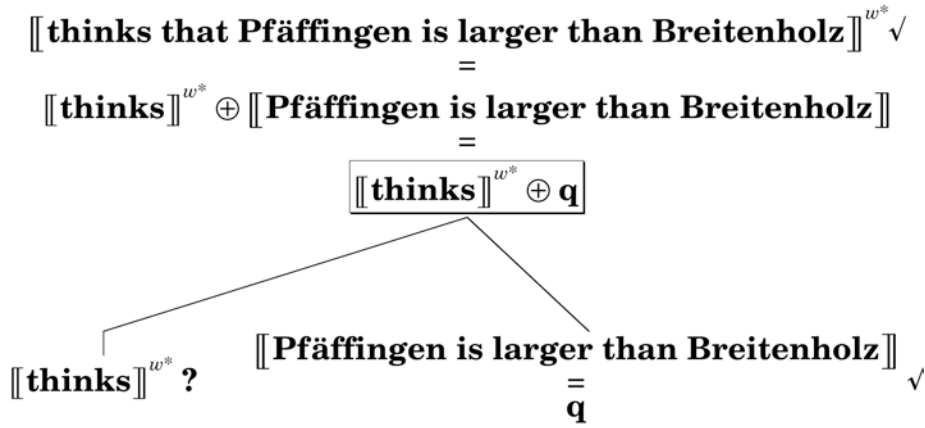 ⟦thinks that Pfäffingen is larger than Breitenholz⟧^w* √
=
⟦thinks⟧^w* ⊕ ⟦Pfäffingen is larger than Breitenholz⟧
=
⟦thinks⟧^w* ⊕ q
⟦thinks⟧^w* ?
⟦Pfäffingen is larger than Breitenholz⟧ √
=
q